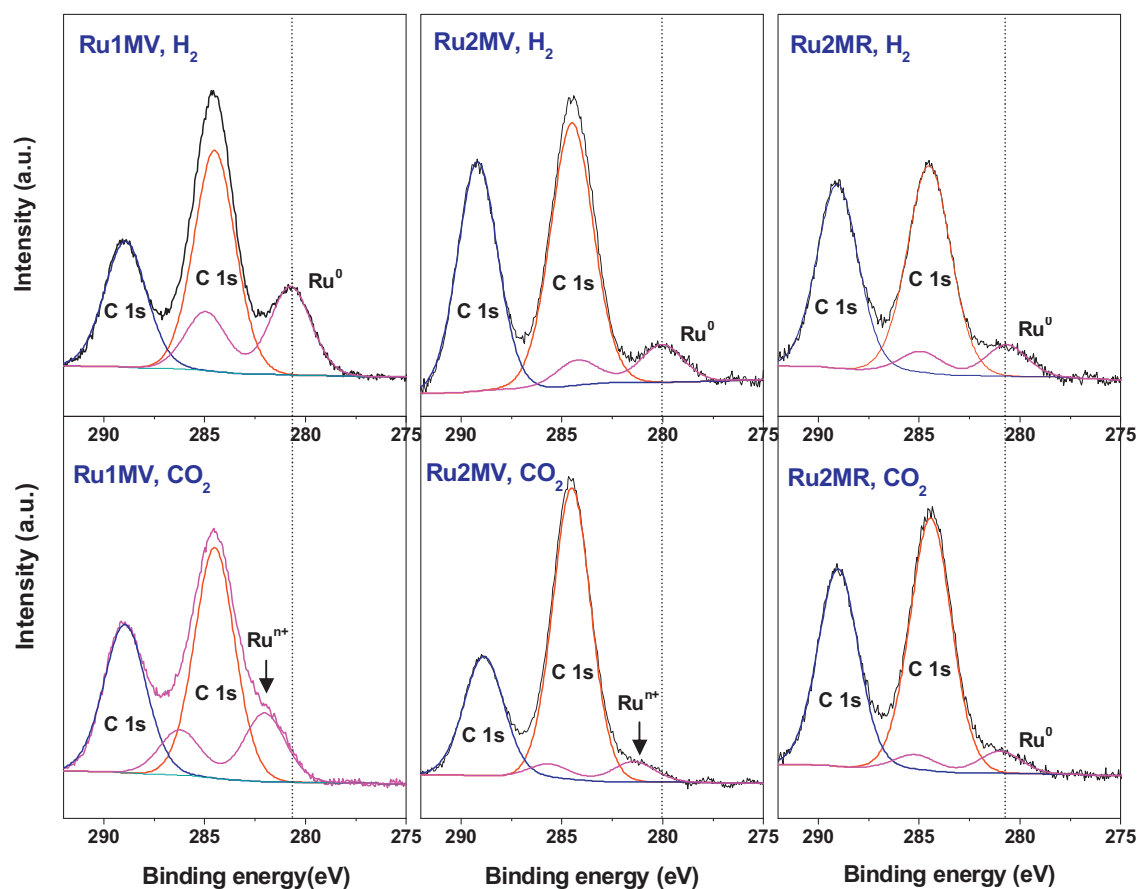 Ru1MV, H₂
Ru2MV, H₂
Ru2MR, H₂
Intensity (a.u.)
C 1s
C 1s
Ru⁰
C 1s
C 1s
Ru⁰
C 1s
C 1s
Ru⁰
290 285 280 275
290 285 280 275
290 285 280 275
Ru1MV, CO₂
Ru2MV, CO₂
Ru2MR, CO₂
Intensity (a.u.)
C 1s
C 1s
Ruⁿ⁺
C 1s
C 1s
Ruⁿ⁺
C 1s
C 1s
Ru⁰
290 285 280 275
290 285 280 275
290 285 280 275
Binding energy(eV)
Binding energy (eV)
Binding energy (eV)